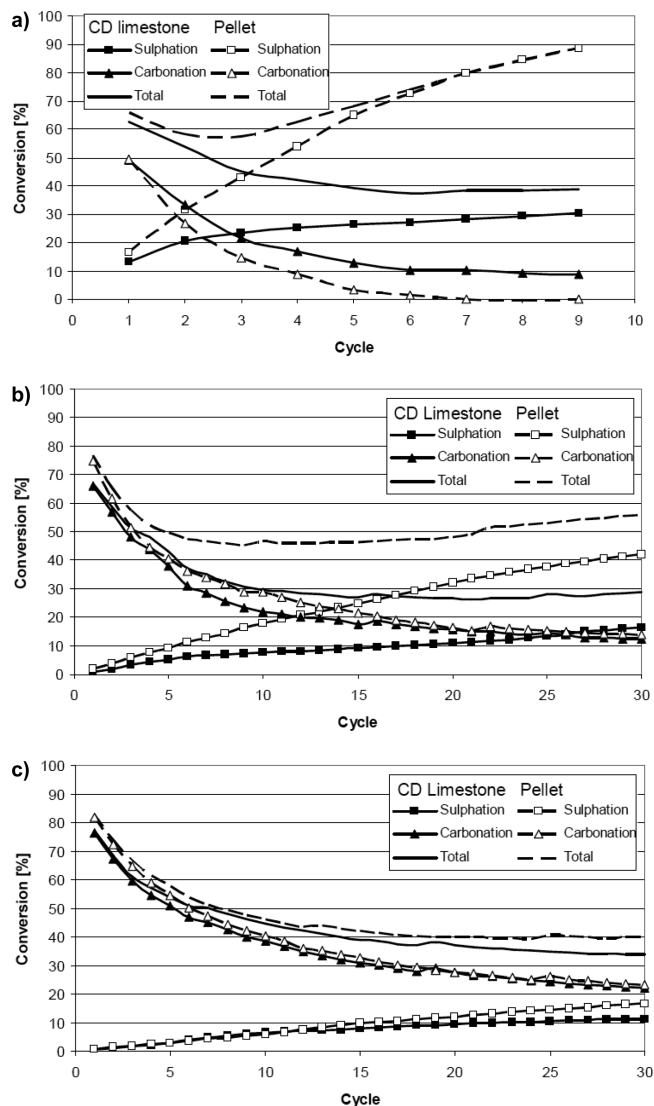 a)
CD limestone Pellet
Sulphation Sulphation
Carbonation Carbonation
Total Total
Conversion [%]
100
90
80
70
60
50
40
30
20
10
0
0 1 2 3 4 5 6 7 8 9 10
Cycle
b)
CD Limestone Pellet
Sulphation Sulphation
Carbonation Carbonation
Total Total
Conversion [%]
100
90
80
70
60
50
40
30
20
10
0
0 5 10 15 20 25 30
Cycle
c)
CD Limestone Pellet
Sulphation Sulphation
Carbonation Carbonation
Total Total
Conversion [%]
100
90
80
70
60
50
40
30
20
10
0
0 5 10 15 20 25 30
Cycle